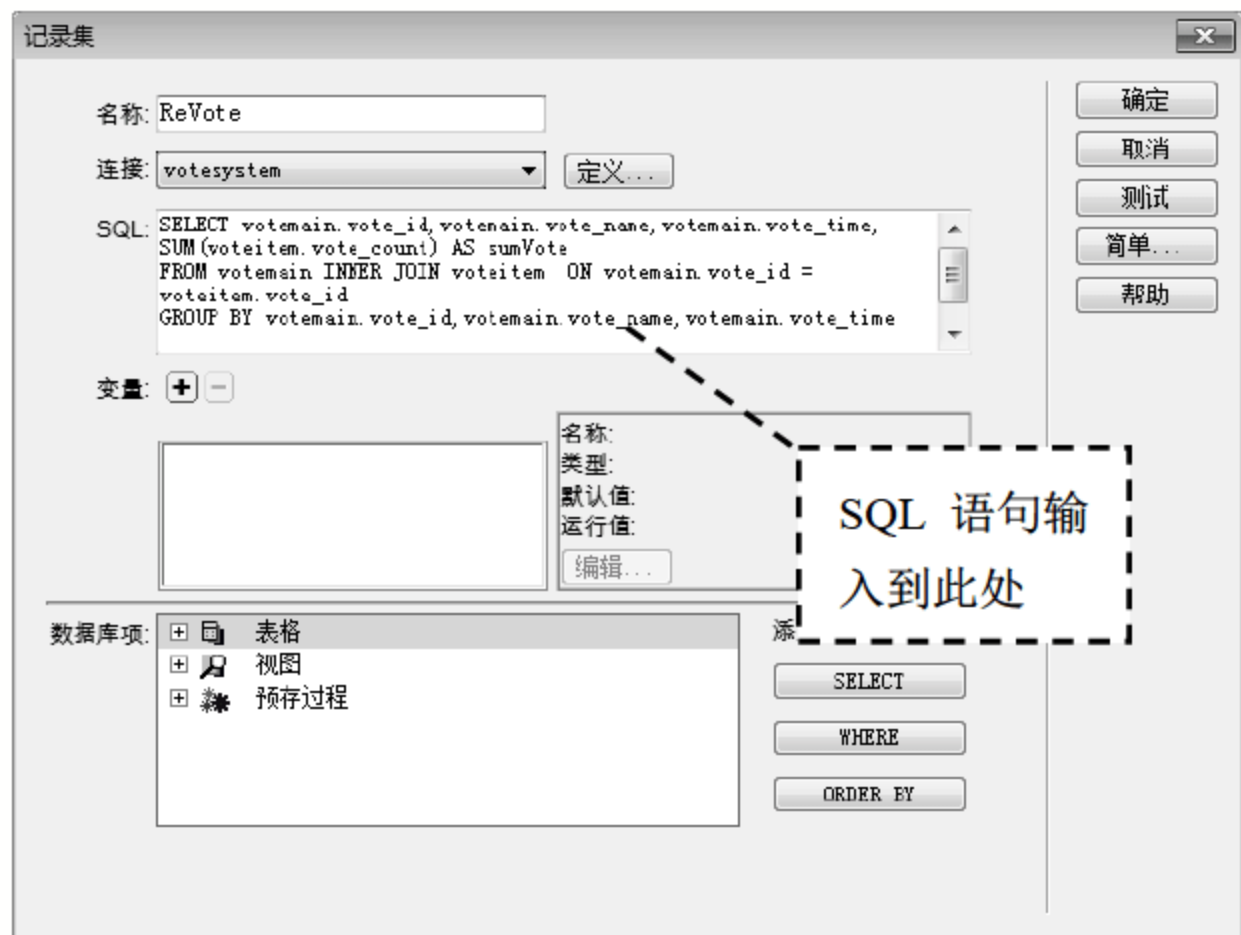 记录集
名称: ReVote
连接: votesystem 定义...
SQL: SELECT votemain.vote_id,votemain.vote_name,votemain.vote_time,
SUM(voteitem.vote_count) AS sumVote
FROM votemain INNER JOIN voteitem  ON votemain.vote_id =
voteitem.vote_id
GROUP BY votemain.vote_id,votemain.vote_name,votemain.vote_time
变量:
名称:
类型:
默认值:
运行值:
编辑...
SQL 语句输
入到此处
数据库项: 表格
视图
预存过程
添
SELECT
WHERE
ORDER BY
确定
取消
测试
简单...
帮助